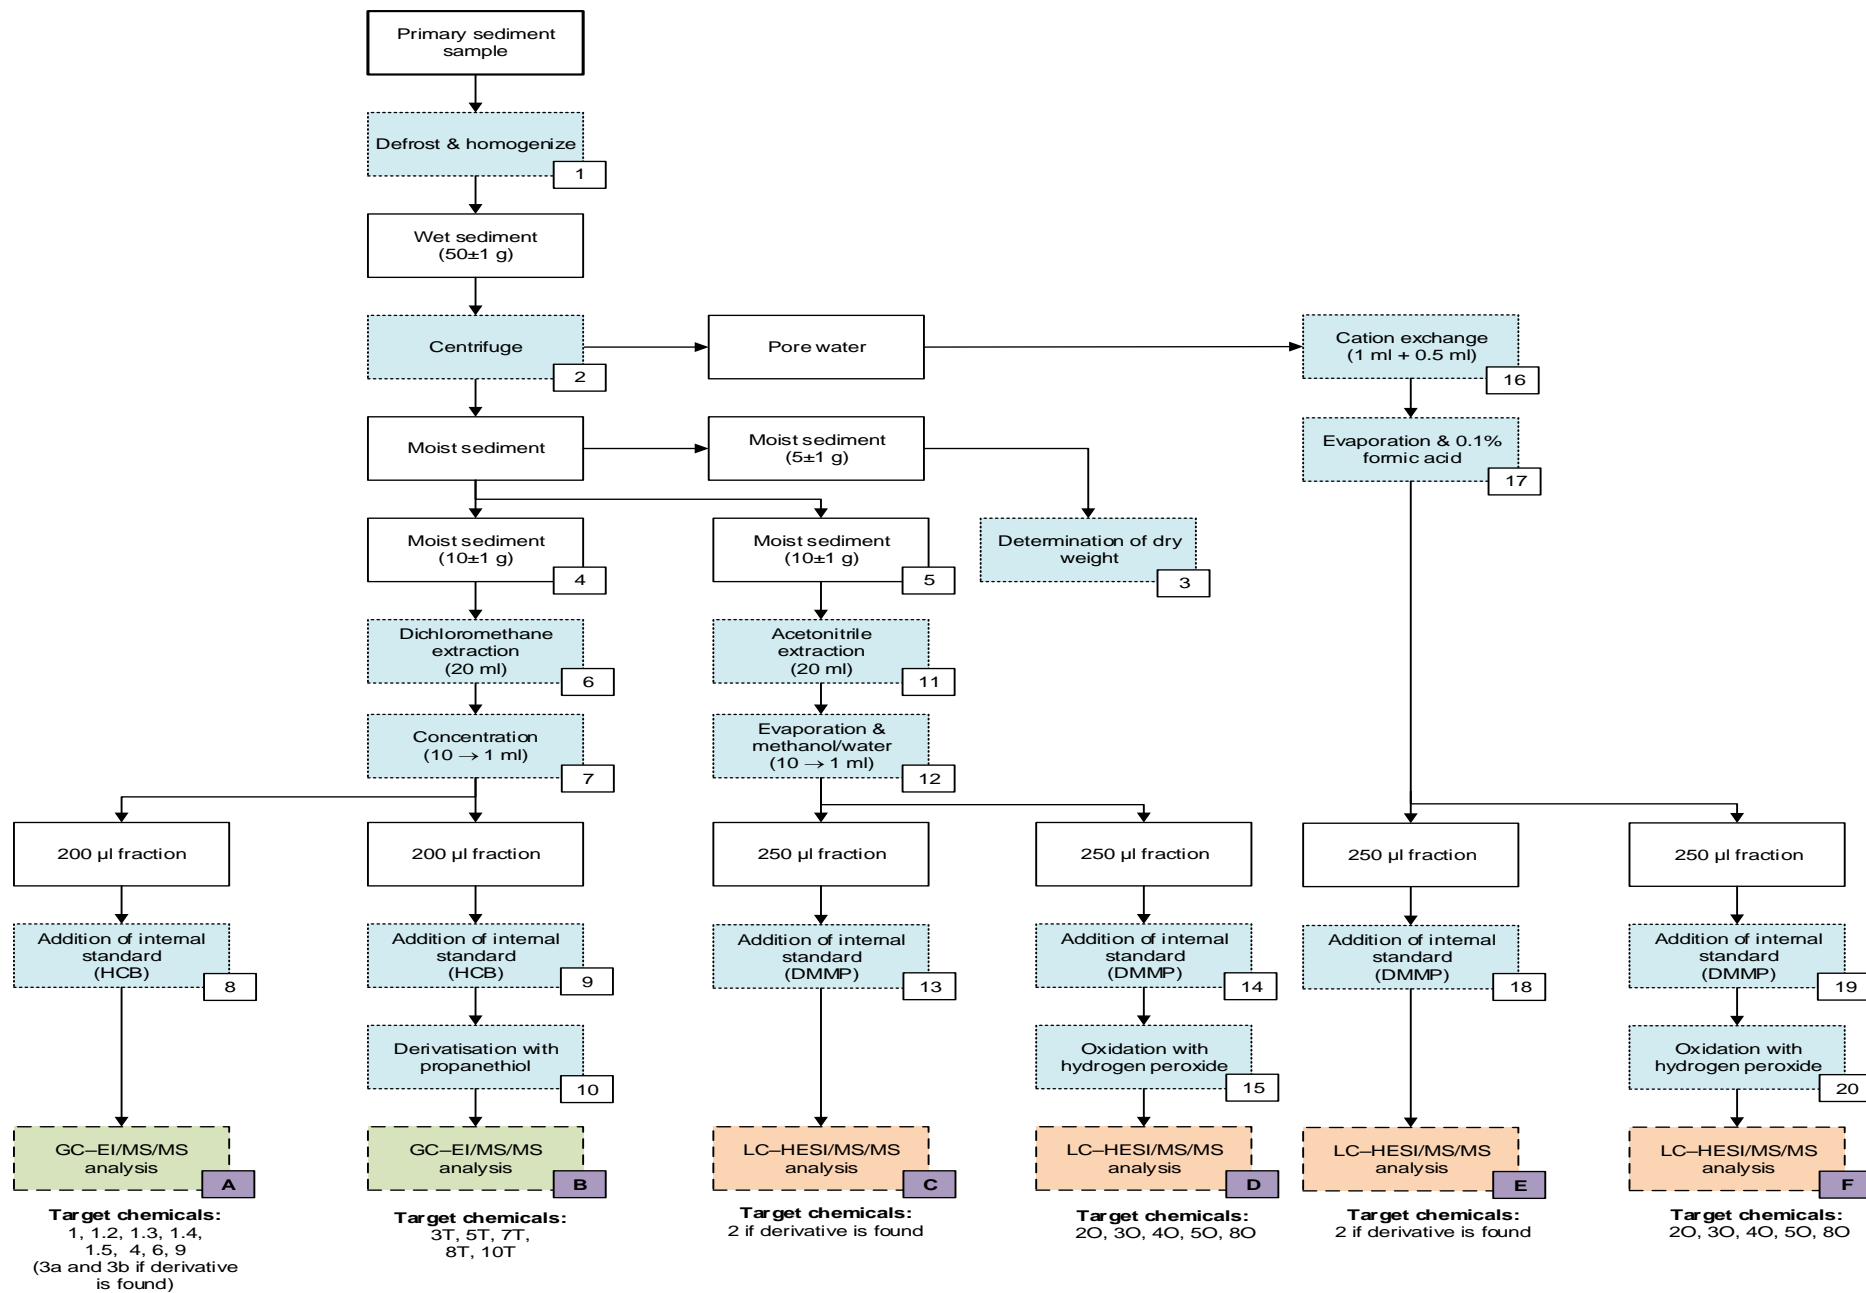 Primary sediment
sample
Defrost & homogenize
1
Wet sediment
(50±1 g)
Centrifuge
2
Pore water
Cation exchange
(1 ml + 0.5 ml)
16
Moist sediment
Moist sediment
(5±1 g)
Evaporation & 0.1%
formic acid
17
Moist sediment
(10±1 g)
4
Moist sediment
(10±1 g)
5
Determination of dry
weight
3
Dichloromethane
extraction
(20 ml)
6
Acetonitrile
extraction
(20 ml)
11
Concentration
(10 → 1 ml)
7
Evaporation &
methanol/water
(10 → 1 ml)
12
200 µl fraction
200 µl fraction
250 µl fraction
250 µl fraction
250 µl fraction
250 µl fraction
Addition of internal
standard
(HCB)
8
Addition of internal
standard
(HCB)
9
Addition of internal
standard
(DMMP)
13
Addition of internal
standard
(DMMP)
14
Addition of internal
standard
(DMMP)
18
Addition of internal
standard
(DMMP)
19
Derivatisation with
propanethiol
10
Oxidation with
hydrogen peroxide
15
Oxidation with
hydrogen peroxide
20
GC–EI/MS/MS
analysis
A
GC–EI/MS/MS
analysis
B
LC–HESI/MS/MS
analysis
C
LC–HESI/MS/MS
analysis
D
LC–HESI/MS/MS
analysis
E
LC–HESI/MS/MS
analysis
F
Target chemicals:
1, 1.2, 1.3, 1.4,
1.5, 4, 6, 9
(3a and 3b if derivative
is found)
Target chemicals:
3T, 5T, 7T,
8T, 10T
Target chemicals:
2 if derivative is found
Target chemicals:
2O, 3O, 4O, 5O, 8O
Target chemicals:
2 if derivative is found
Target chemicals:
2O, 3O, 4O, 5O, 8O